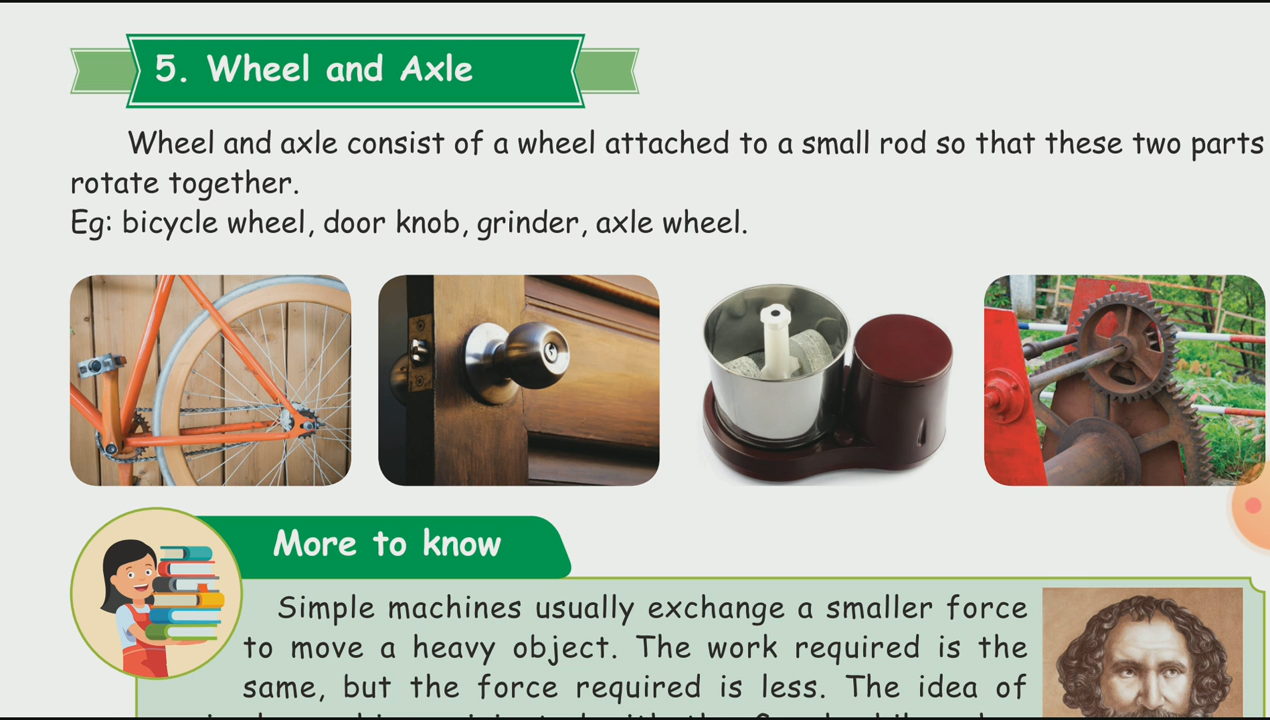 5. Wheel and Axle
Wheel and axle consist of a wheel attached to a small rod so that these two parts
rotate together.
Eg: bicycle wheel, door knob, grinder, axle wheel.
More to know
Simple machines usually exchange a smaller force
to move a heavy object. The work required is the
same, but the force required is less. The idea of